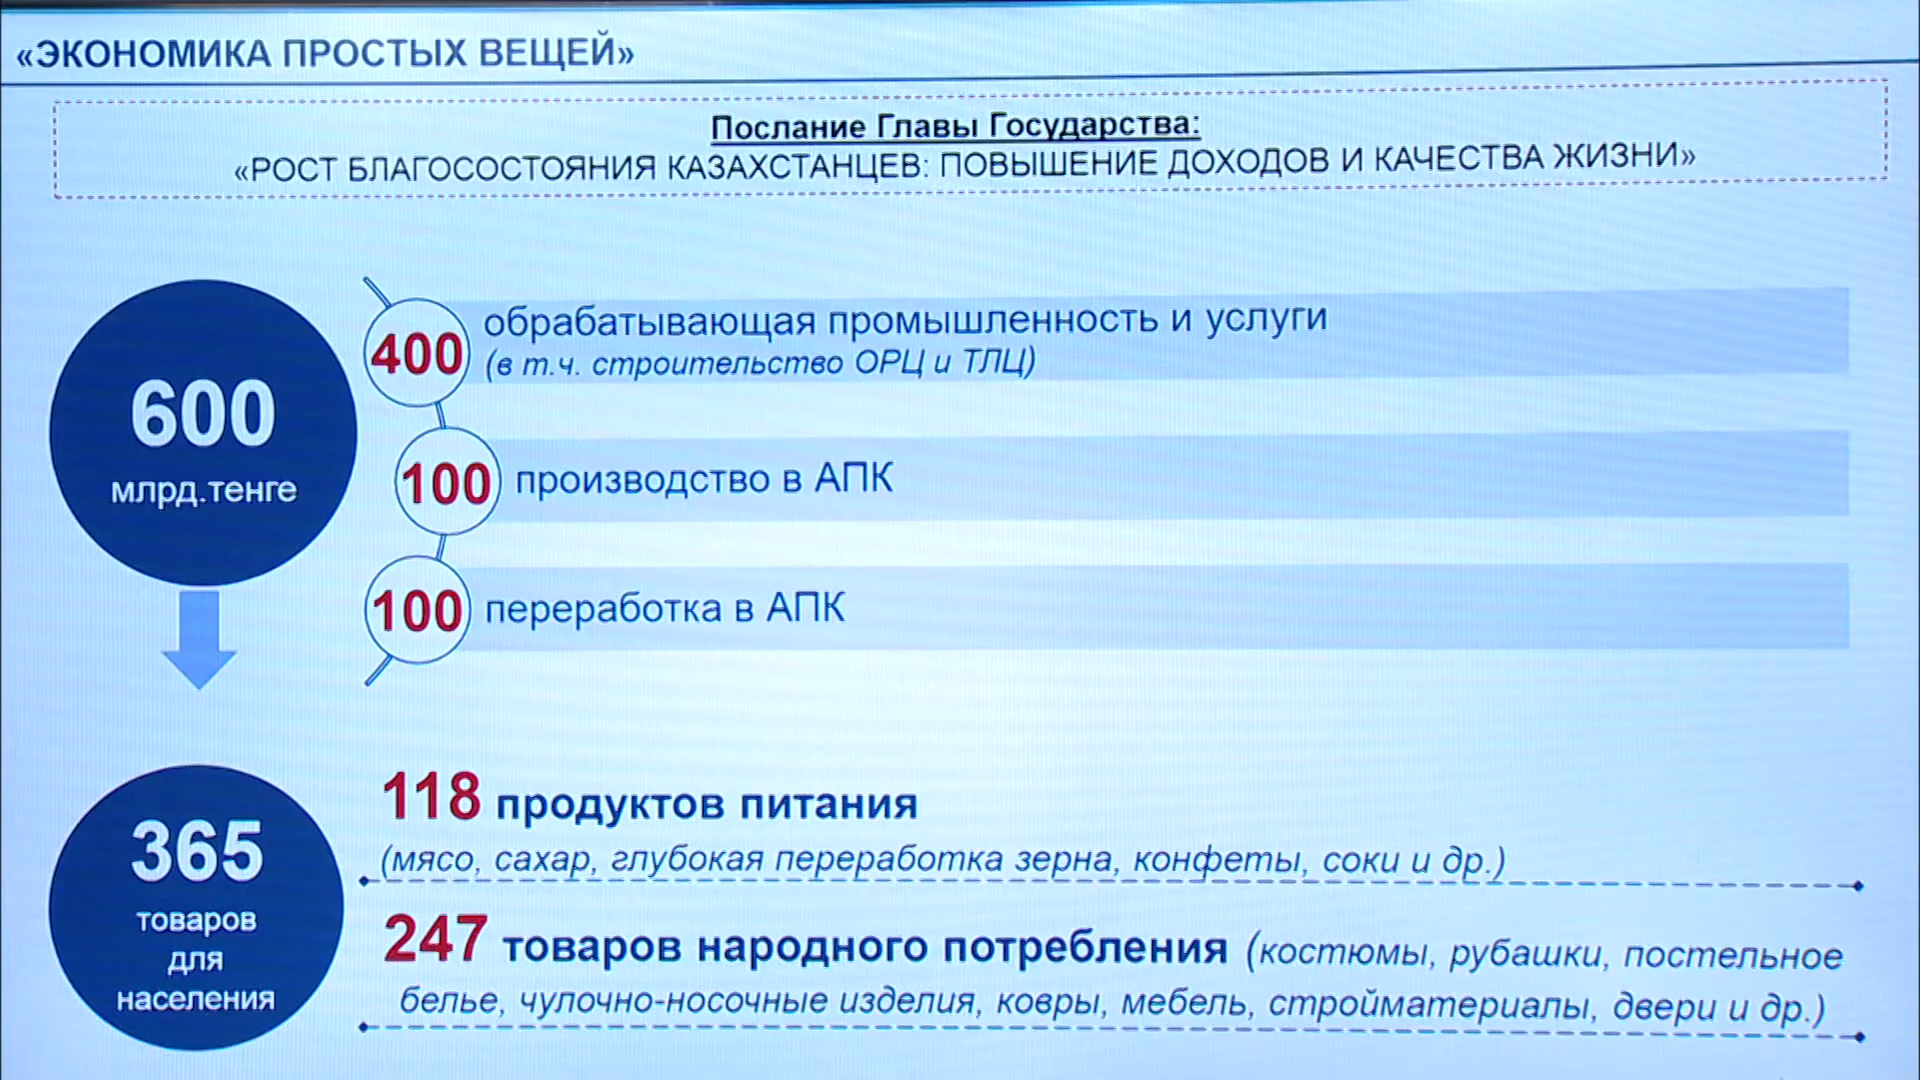 «ЭКОНОМИКА ПРОСТЫХ ВЕЩЕЙ»
Послание Главы Государства:
«РОСТ БЛАГОСОСТОЯНИЯ КАЗАХСТАНЦЕВ: ПОВЫШЕНИЕ ДОХОДОВ И КАЧЕСТВА ЖИЗНИ»
600
млрд.тенге
400
обрабатывающая промышленность и услуги
(в т.ч. строительство ОРЦ и ТЛЦ)
100
производство в АПК
100
переработка в АПК
365
товаров
для
населения
118 продуктов питания
(мясо, сахар, глубокая переработка зерна, конфеты, соки и др.)
247 товаров народного потребления (костюмы, рубашки, постельное
белье, чулочно-носочные изделия, ковры, мебель, стройматериалы, двери и др.)